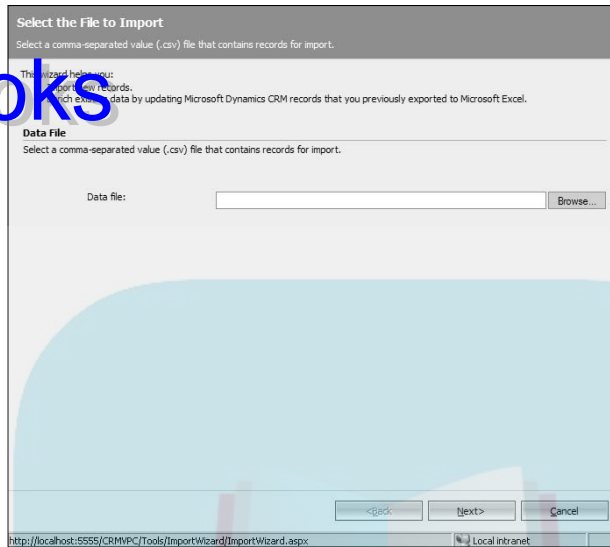 Select the File to Import
Select a comma-separated value (.csv) file that contains records for import.
oks
This wizard helps you:
Import new records.
Enrich existing data by updating Microsoft Dynamics CRM records that you previously exported to Microsoft Excel.
Data File
Select a comma-separated value (.csv) file that contains records for import.
Data file:
Browse...
<Back Next> Cancel
http://localhost:5555/CRMVPC/Tools/ImportWizard/ImportWizard.aspx Local intranet